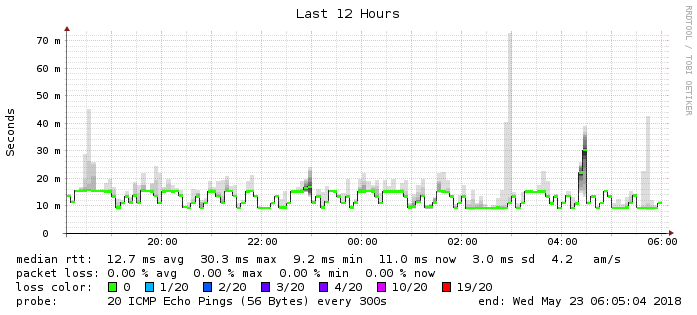 Last 12 Hours
RRDTOOL / TOBI OETIKER
Seconds
70 m
60 m
50 m
40 m
30 m
20 m
10 m
0
20:00 22:00 00:00 02:00 04:00 06:00
median rtt: 12.7 ms avg 30.3 ms max 9.2 ms min 11.0 ms now 3.0 ms sd 4.2 am/s
packet loss: 0.00 % avg 0.00 % max 0.00 % min 0.00 % now
loss color: 0 1/20 2/20 3/20 4/20 10/20 19/20
probe: 20 ICMP Echo Pings (56 Bytes) every 300s end: Wed May 23 06:05:04 2018